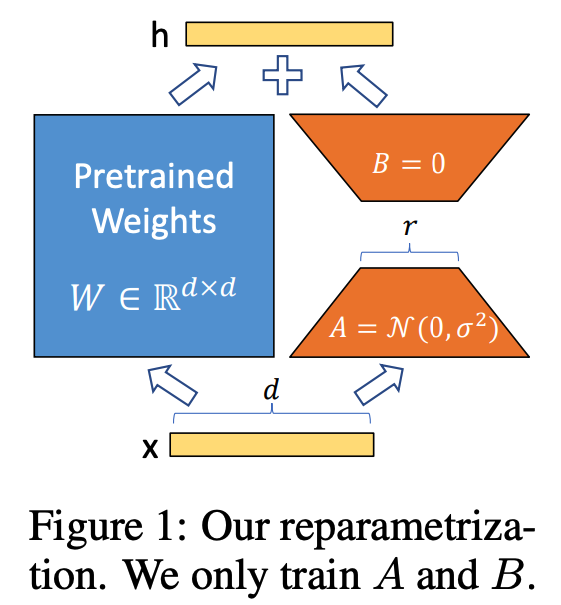 h
Pretrained
Weights
W ∈ ℝ^{d×d}
B = 0
r
A = 𝒩(0, σ²)
d
x
Figure 1: Our reparametriza-
tion. We only train A and B.